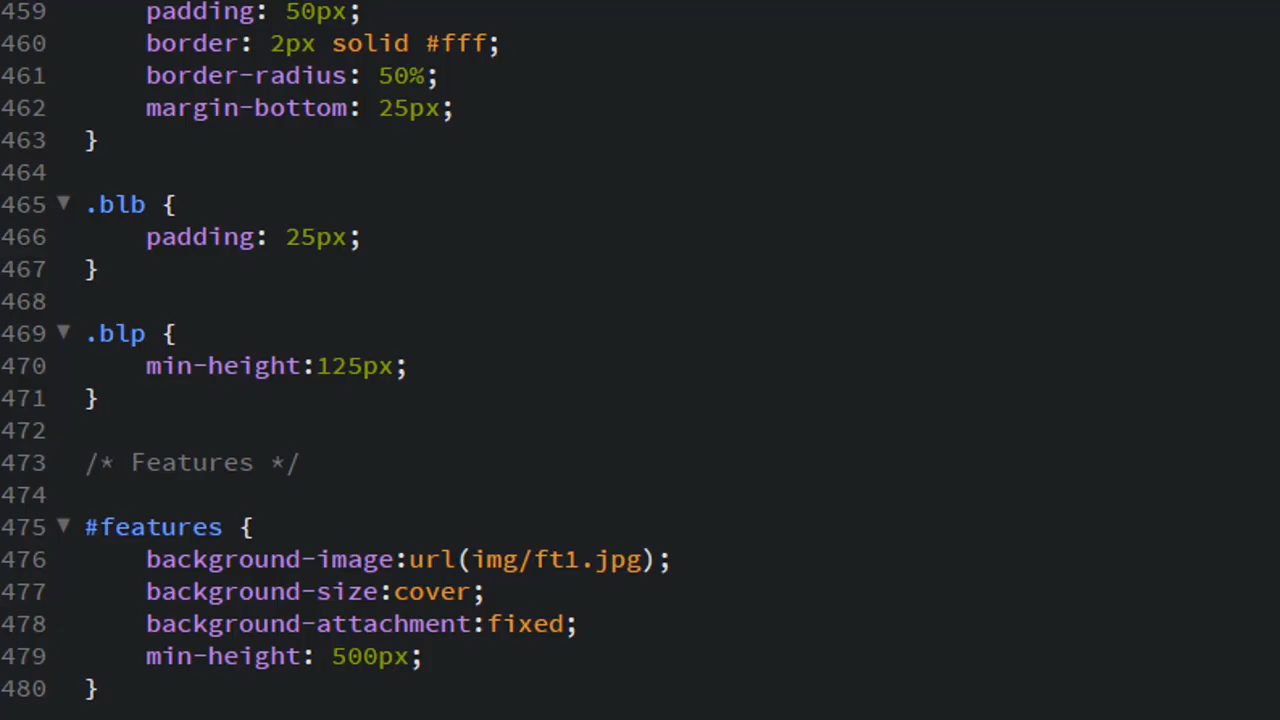 459 padding: 50px;
460 border: 2px solid #fff;
461 border-radius: 50%;
462 margin-bottom: 25px;
463 }
464
465 .blb {
466 padding: 25px;
467 }
468
469 .blp {
470 min-height:125px;
471 }
472
473 /* Features */
474
475 #features {
476 background-image:url(img/ft1.jpg);
477 background-size:cover;
478 background-attachment:fixed;
479 min-height: 500px;
480 }